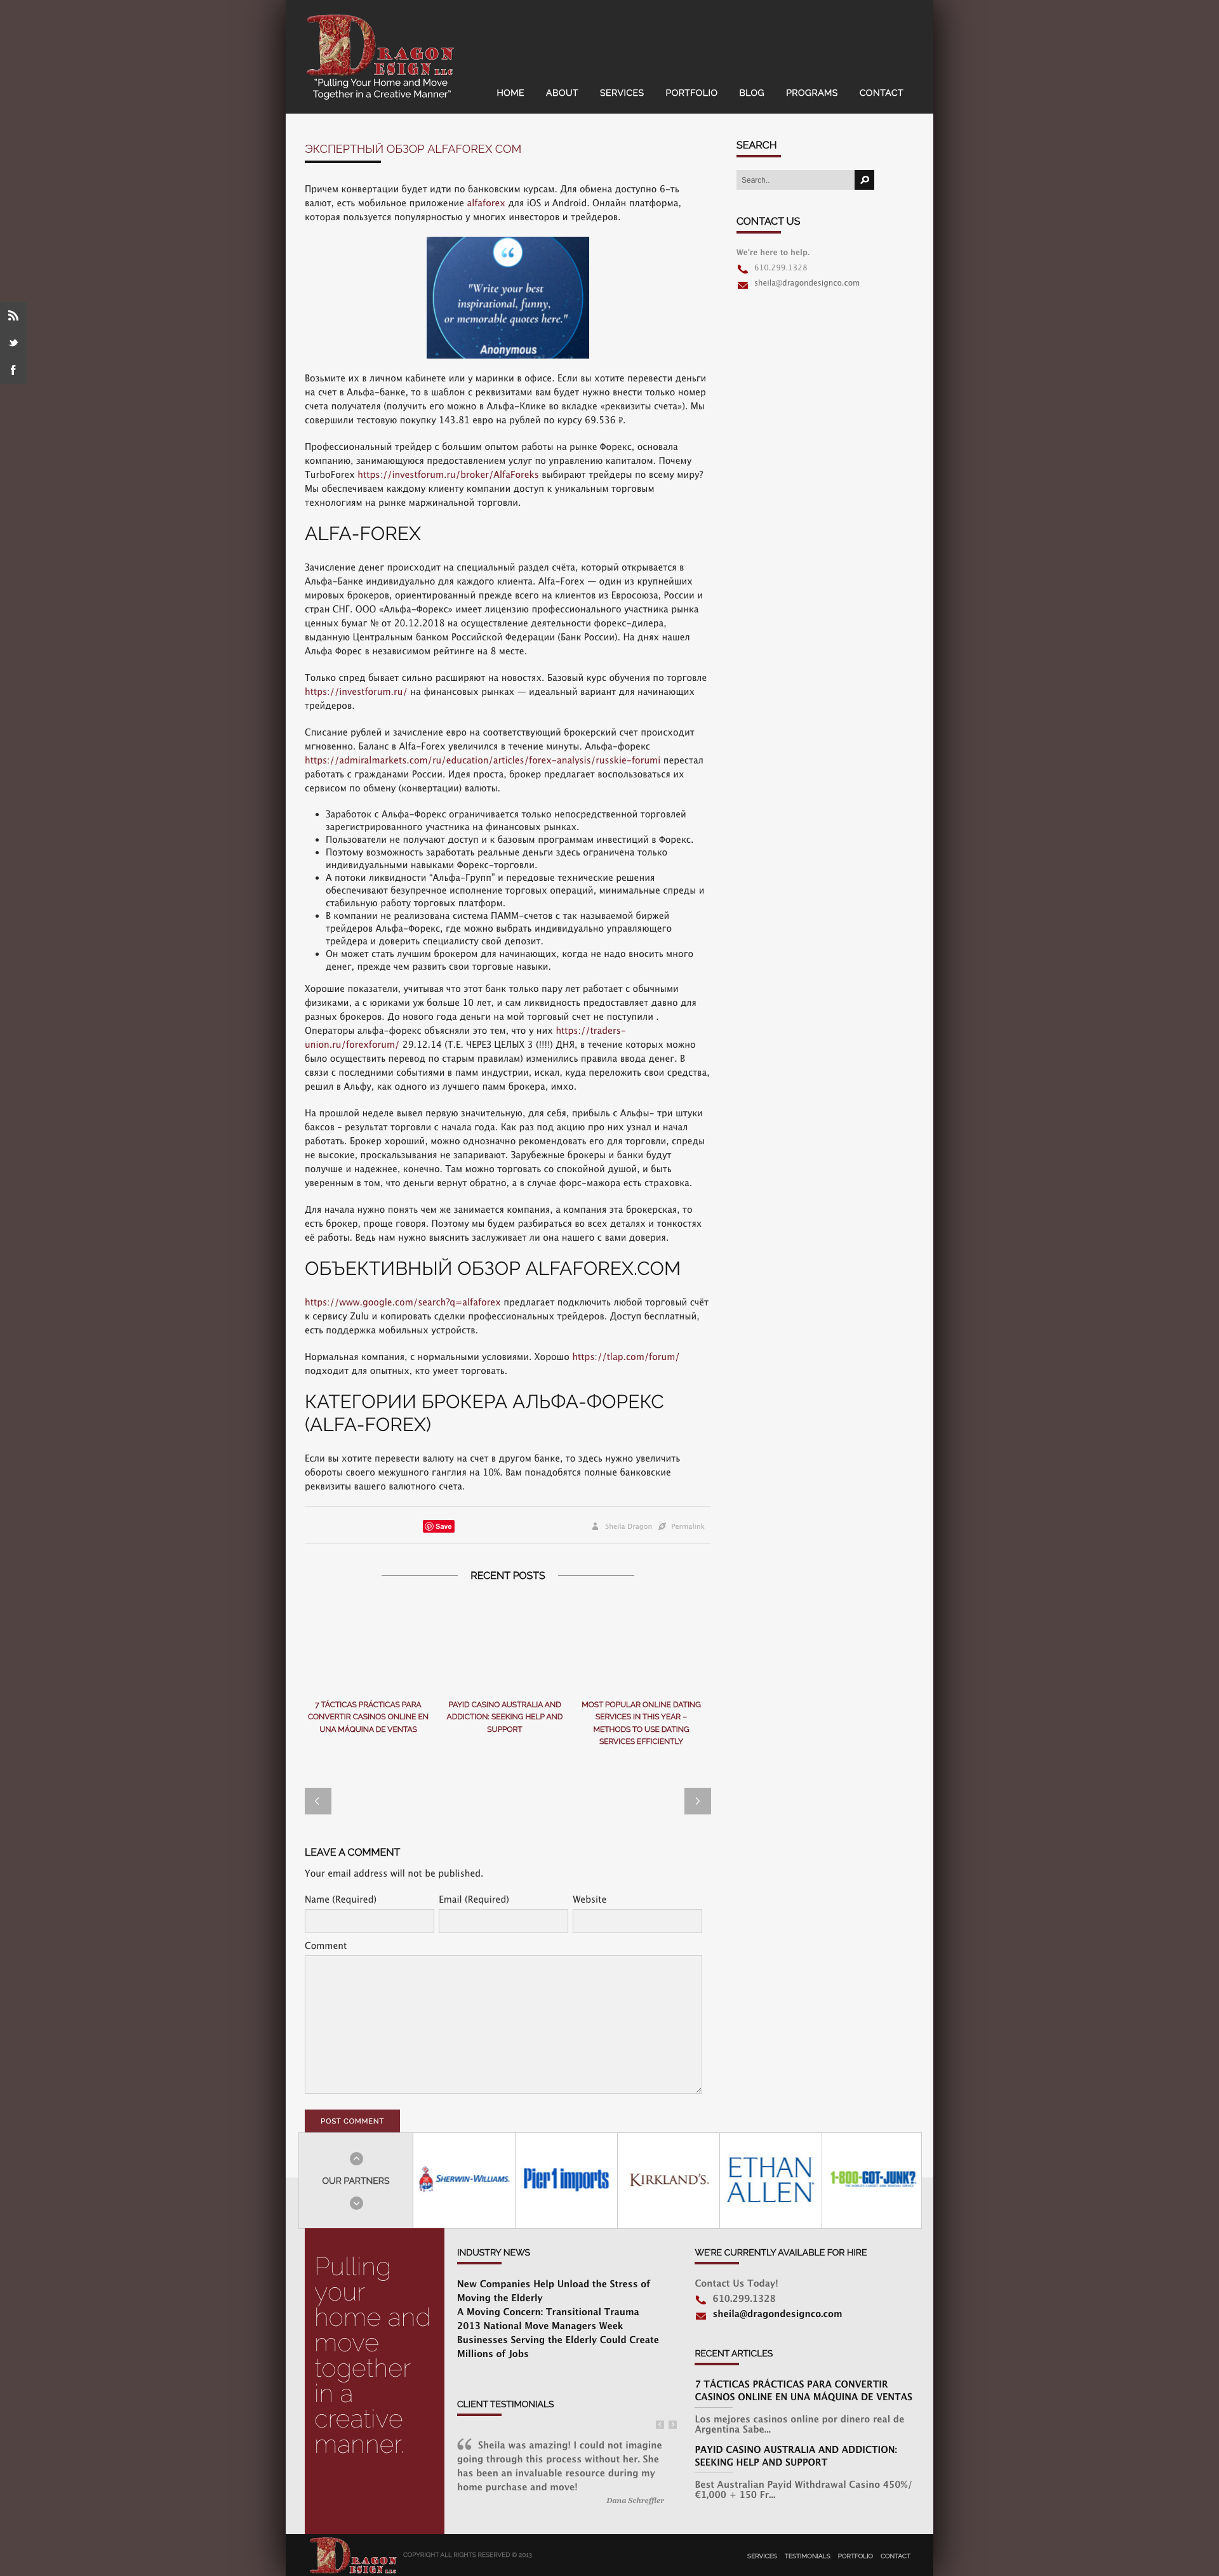 DRAGON
DESIGN LLC
"Pulling Your Home and Move
Together in a Creative Manner"
HOME ABOUT SERVICES PORTFOLIO BLOG PROGRAMS CONTACT
ЭКСПЕРТНЫЙ ОБЗОР ALFAFOREX COM
Причем конвертации будет идти по банковским курсам. Для обмена доступно 6-ть
валют, есть мобильное приложение alfaforex для iOS и Android. Онлайн платформа,
которая пользуется популярностью у многих инвесторов и трейдеров.
"Write your best
inspirational, funny,
or memorable quotes here."
Anonymous
Возьмите их в личном кабинете или у маринки в офисе. Если вы хотите перевести деньги
на счет в Альфа-банке, то в шаблон с реквизитами вам будет нужно внести только номер
счета получателя (получить его можно в Альфа-Клике во вкладке «реквизиты счета»). Мы
совершили тестовую покупку 143.81 евро на рублей по курсу 69.536 ₽.
Профессиональный трейдер с большим опытом работы на рынке Форекс, основала
компанию, занимающуюся предоставлением услуг по управлению капиталом. Почему
TurboForex https://investforum.ru/broker/AlfaForeks выбирают трейдеры по всему миру?
Мы обеспечиваем каждому клиенту компании доступ к уникальным торговым
технологиям на рынке маржинальной торговли.
ALFA-FOREX
Зачисление денег происходит на специальный раздел счёта, который открывается в
Альфа-Банке индивидуально для каждого клиента. Alfa-Forex — один из крупнейших
мировых брокеров, ориентированный прежде всего на клиентов из Евросоюза, России и
стран СНГ. ООО «Альфа-Форекс» имеет лицензию профессионального участника рынка
ценных бумаг № от 20.12.2018 на осуществление деятельности форекс-дилера,
выданную Центральным банком Российской Федерации (Банк России). На днях нашел
Альфа Форес в независимом рейтинге на 8 месте.
Только спред бывает сильно расширяют на новостях. Базовый курс обучения по торговле
https://investforum.ru/ на финансовых рынках — идеальный вариант для начинающих
трейдеров.
Списание рублей и зачисление евро на соответствующий брокерский счет происходит
мгновенно. Баланс в Alfa-Forex увеличился в течение минуты. Альфа-форекс
https://admiralmarkets.com/ru/education/articles/forex-analysis/russkie-forumi перестал
работать с гражданами России. Идея проста, брокер предлагает воспользоваться их
сервисом по обмену (конвертации) валюты.
Заработок с Альфа-Форекс ограничивается только непосредственной торговлей
зарегистрированного участника на финансовых рынках.
Пользователи не получают доступ и к базовым программам инвестиций в Форекс.
Поэтому возможность заработать реальные деньги здесь ограничена только
индивидуальными навыками Форекс-торговли.
А потоки ликвидности "Альфа-Групп" и передовые технические решения
обеспечивают безупречное исполнение торговых операций, минимальные спреды и
стабильную работу торговых платформ.
В компании не реализована система ПАММ-счетов с так называемой биржей
трейдеров Альфа-Форекс, где можно выбрать индивидуально управляющего
трейдера и доверить специалисту свой депозит.
Он может стать лучшим брокером для начинающих, когда не надо вносить много
денег, прежде чем развить свои торговые навыки.
Хорошие показатели, учитывая что этот банк только пару лет работает с обычными
физиками, а с юриками уж больше 10 лет, и сам ликвидность предоставляет давно для
разных брокеров. До нового года деньги на мой торговый счет не поступили .
Операторы альфа-форекс объясняли это тем, что у них https://traders-
union.ru/forexforum/ 29.12.14 (Т.Е. ЧЕРЕЗ ЦЕЛЫХ 3 (!!!!) ДНЯ, в течение которых можно
было осуществить перевод по старым правилам) изменились правила ввода денег. В
связи с последними событиями в памм индустрии, искал, куда переложить свои средства,
решил в Альфу, как одного из лучшего памм брокера, имхо.
На прошлой неделе вывел первую значительную, для себя, прибыль с Альфы- три штуки
баксов – результат торговли с начала года. Как раз под акцию про них узнал и начал
работать. Брокер хороший, можно однозначно рекомендовать его для торговли, спреды
не высокие, проскальзывания не запаривают. Зарубежные брокеры и банки будут
получше и надежнее, конечно. Там можно торговать со спокойной душой, и быть
уверенным в том, что деньги вернут обратно, а в случае форс-мажора есть страховка.
Для начала нужно понять чем же занимается компания, а компания эта брокерская, то
есть брокер, проще говоря. Поэтому мы будем разбираться во всех деталях и тонкостях
её работы. Ведь нам нужно выяснить заслуживает ли она нашего с вами доверия.
ОБЪЕКТИВНЫЙ ОБЗОР ALFAFOREX.COM
https://www.google.com/search?q=alfaforex предлагает подключить любой торговый счёт
к сервису Zulu и копировать сделки профессиональных трейдеров. Доступ бесплатный,
есть поддержка мобильных устройств.
Нормальная компания, с нормальными условиями. Хорошо https://tlap.com/forum/
подходит для опытных, кто умеет торговать.
КАТЕГОРИИ БРОКЕРА АЛЬФА-ФОРЕКС
(ALFA-FOREX)
Если вы хотите перевести валюту на счет в другом банке, то здесь нужно увеличить
обороты своего межушного ганглия на 10%. Вам понадобятся полные банковские
реквизиты вашего валютного счета.
Save
Sheila Dragon Permalink
RECENT POSTS
7 TÁCTICAS PRÁCTICAS PARA
CONVERTIR CASINOS ONLINE EN
UNA MÁQUINA DE VENTAS
PAYID CASINO AUSTRALIA AND
ADDICTION: SEEKING HELP AND
SUPPORT
MOST POPULAR ONLINE DATING
SERVICES IN THIS YEAR –
METHODS TO USE DATING
SERVICES EFFICIENTLY
LEAVE A COMMENT
Your email address will not be published.
Name (Required) Email (Required) Website
Comment
POST COMMENT
SEARCH
Search..
CONTACT US
We're here to help.
610.299.1328
sheila@dragondesignco.com
OUR PARTNERS
SHERWIN-WILLIAMS.
Pier 1 imports
KIRKLAND'S.
ETHAN
ALLEN
1-800-GOT-JUNK?
Pulling
your
home and
move
together
in a
creative
manner.
INDUSTRY NEWS
New Companies Help Unload the Stress of
Moving the Elderly
A Moving Concern: Transitional Trauma
2013 National Move Managers Week
Businesses Serving the Elderly Could Create
Millions of Jobs
CLIENT TESTIMONIALS
Sheila was amazing! I could not imagine
going through this process without her. She
has been an invaluable resource during my
home purchase and move!
Dana Schreffler
WE'RE CURRENTLY AVAILABLE FOR HIRE
Contact Us Today!
610.299.1328
sheila@dragondesignco.com
RECENT ARTICLES
7 TÁCTICAS PRÁCTICAS PARA CONVERTIR
CASINOS ONLINE EN UNA MÁQUINA DE VENTAS
Los mejores casinos online por dinero real de
Argentina Sabe...
PAYID CASINO AUSTRALIA AND ADDICTION:
SEEKING HELP AND SUPPORT
Best Australian Payid Withdrawal Casino 450%/
€1,000 + 150 Fr...
DRAGON
DESIGN LLC
COPYRIGHT ALL RIGHTS RESERVED © 2013
SERVICES TESTIMONIALS PORTFOLIO CONTACT